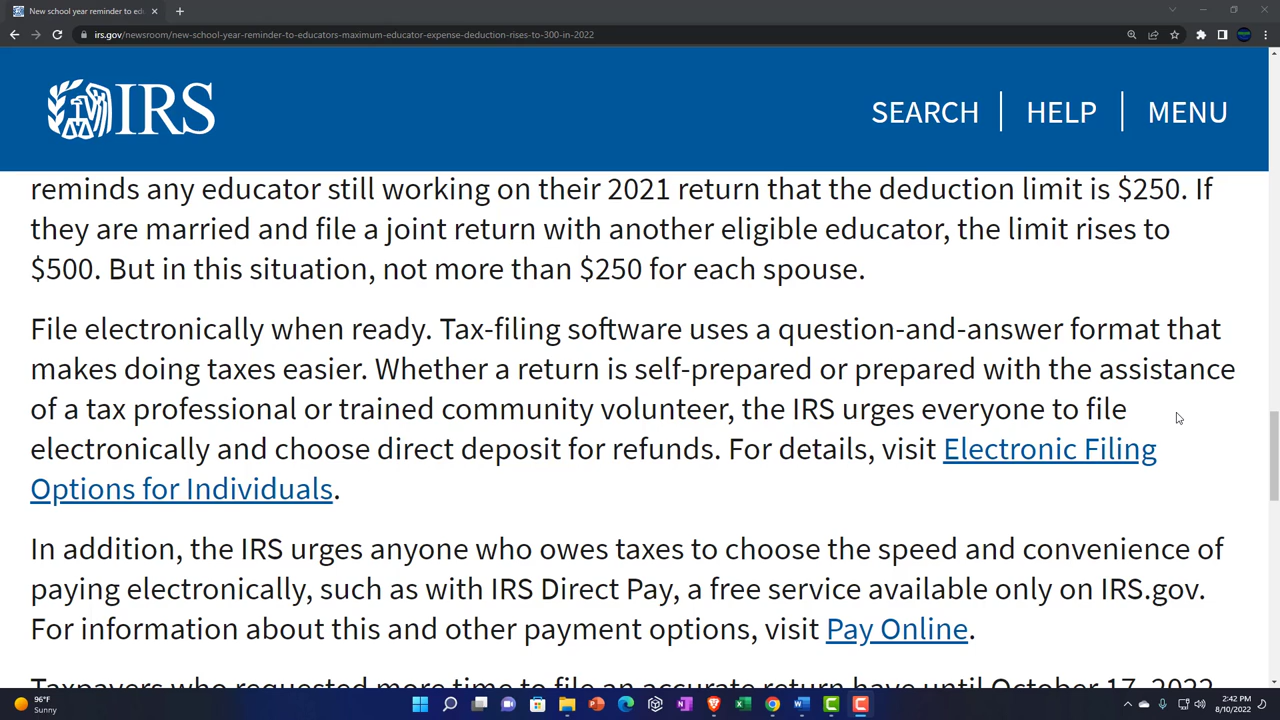 New school year reminder to edu
irs.gov/newsroom/new-school-year-reminder-to-educators-maximum-educator-expense-deduction-rises-to-300-in-2022
IRS
SEARCH
HELP
MENU
reminds any educator still working on their 2021 return that the deduction limit is $250. If
they are married and file a joint return with another eligible educator, the limit rises to
$500. But in this situation, not more than $250 for each spouse.
File electronically when ready. Tax-filing software uses a question-and-answer format that
makes doing taxes easier. Whether a return is self-prepared or prepared with the assistance
of a tax professional or trained community volunteer, the IRS urges everyone to file
electronically and choose direct deposit for refunds. For details, visit Electronic Filing
Options for Individuals.
In addition, the IRS urges anyone who owes taxes to choose the speed and convenience of
paying electronically, such as with IRS Direct Pay, a free service available only on IRS.gov.
For information about this and other payment options, visit Pay Online.
Taxpayers who requested more time to file an accurate return have until October 17, 2022
96°F
Sunny
2:42 PM
8/10/2022